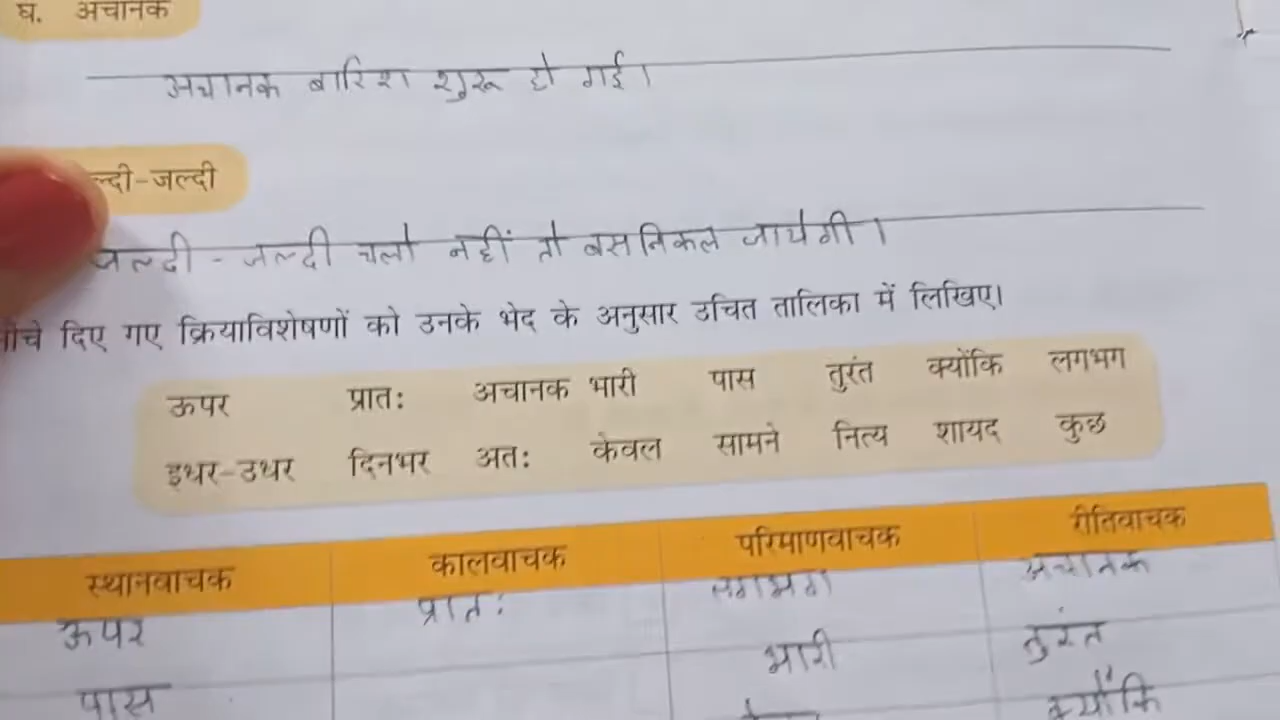 घ. अचानक
अचानक बारिश शुरू हो गई।
ल्दी-जल्दी
जल्दी - जल्दी चलो नहीं तो बस निकल जायेगी।
नीचे दिए गए क्रियाविशेषणों को उनके भेद के अनुसार उचित तालिका में लिखिए।
ऊपर प्रातः अचानक भारी पास तुरंत क्योंकि लगभग
इधर-उधर दिनभर अतः केवल सामने नित्य शायद कुछ
स्थानवाचक कालवाचक परिमाणवाचक रीतिवाचक
ऊपर प्रातः लगभग अचानक
पास भारी तुरंत
क्योंकि